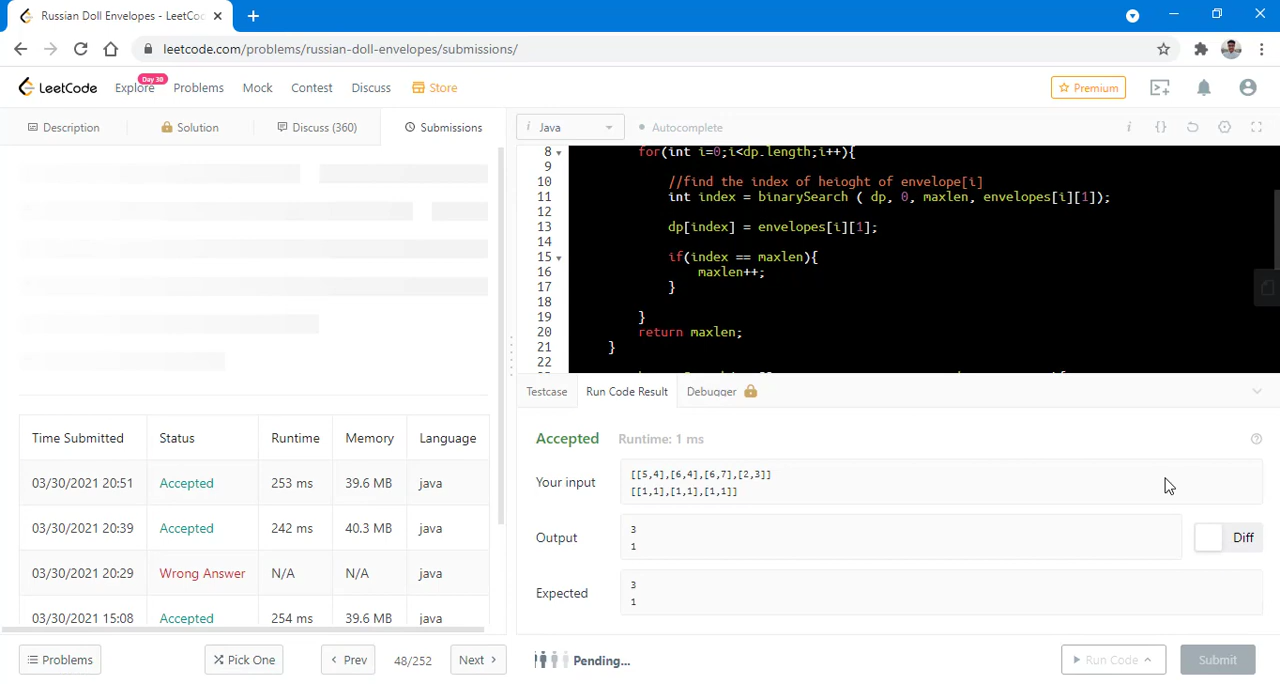 Russian Doll Envelopes - LeetCo
leetcode.com/problems/russian-doll-envelopes/submissions/
LeetCode
Explore
Day 30
Problems
Mock
Contest
Discuss
Store
Premium
Description
Solution
Discuss (360)
Submissions
i Java
Autocomplete
8 for(int i=0;i<dp.length;i++){
9
10 //find the index of heioght of envelope[i]
11 int index = binarySearch ( dp, 0, maxlen, envelopes[i][1]);
12
13 dp[index] = envelopes[i][1];
14
15 if(index == maxlen){
16 maxlen++;
17 }
18
19 }
20 return maxlen;
21 }
22
Testcase
Run Code Result
Debugger
Accepted
Runtime: 1 ms
Your input
[[5,4],[6,4],[6,7],[2,3]]
[[1,1],[1,1],[1,1]]
Output
3
1
Diff
Expected
3
1
Time Submitted Status Runtime Memory Language
03/30/2021 20:51 Accepted 253 ms 39.6 MB java
03/30/2021 20:39 Accepted 242 ms 40.3 MB java
03/30/2021 20:29 Wrong Answer N/A N/A java
03/30/2021 15:08 Accepted 254 ms 39.6 MB java
Problems
Pick One
Prev
48/252
Next
Pending...
Run Code
Submit